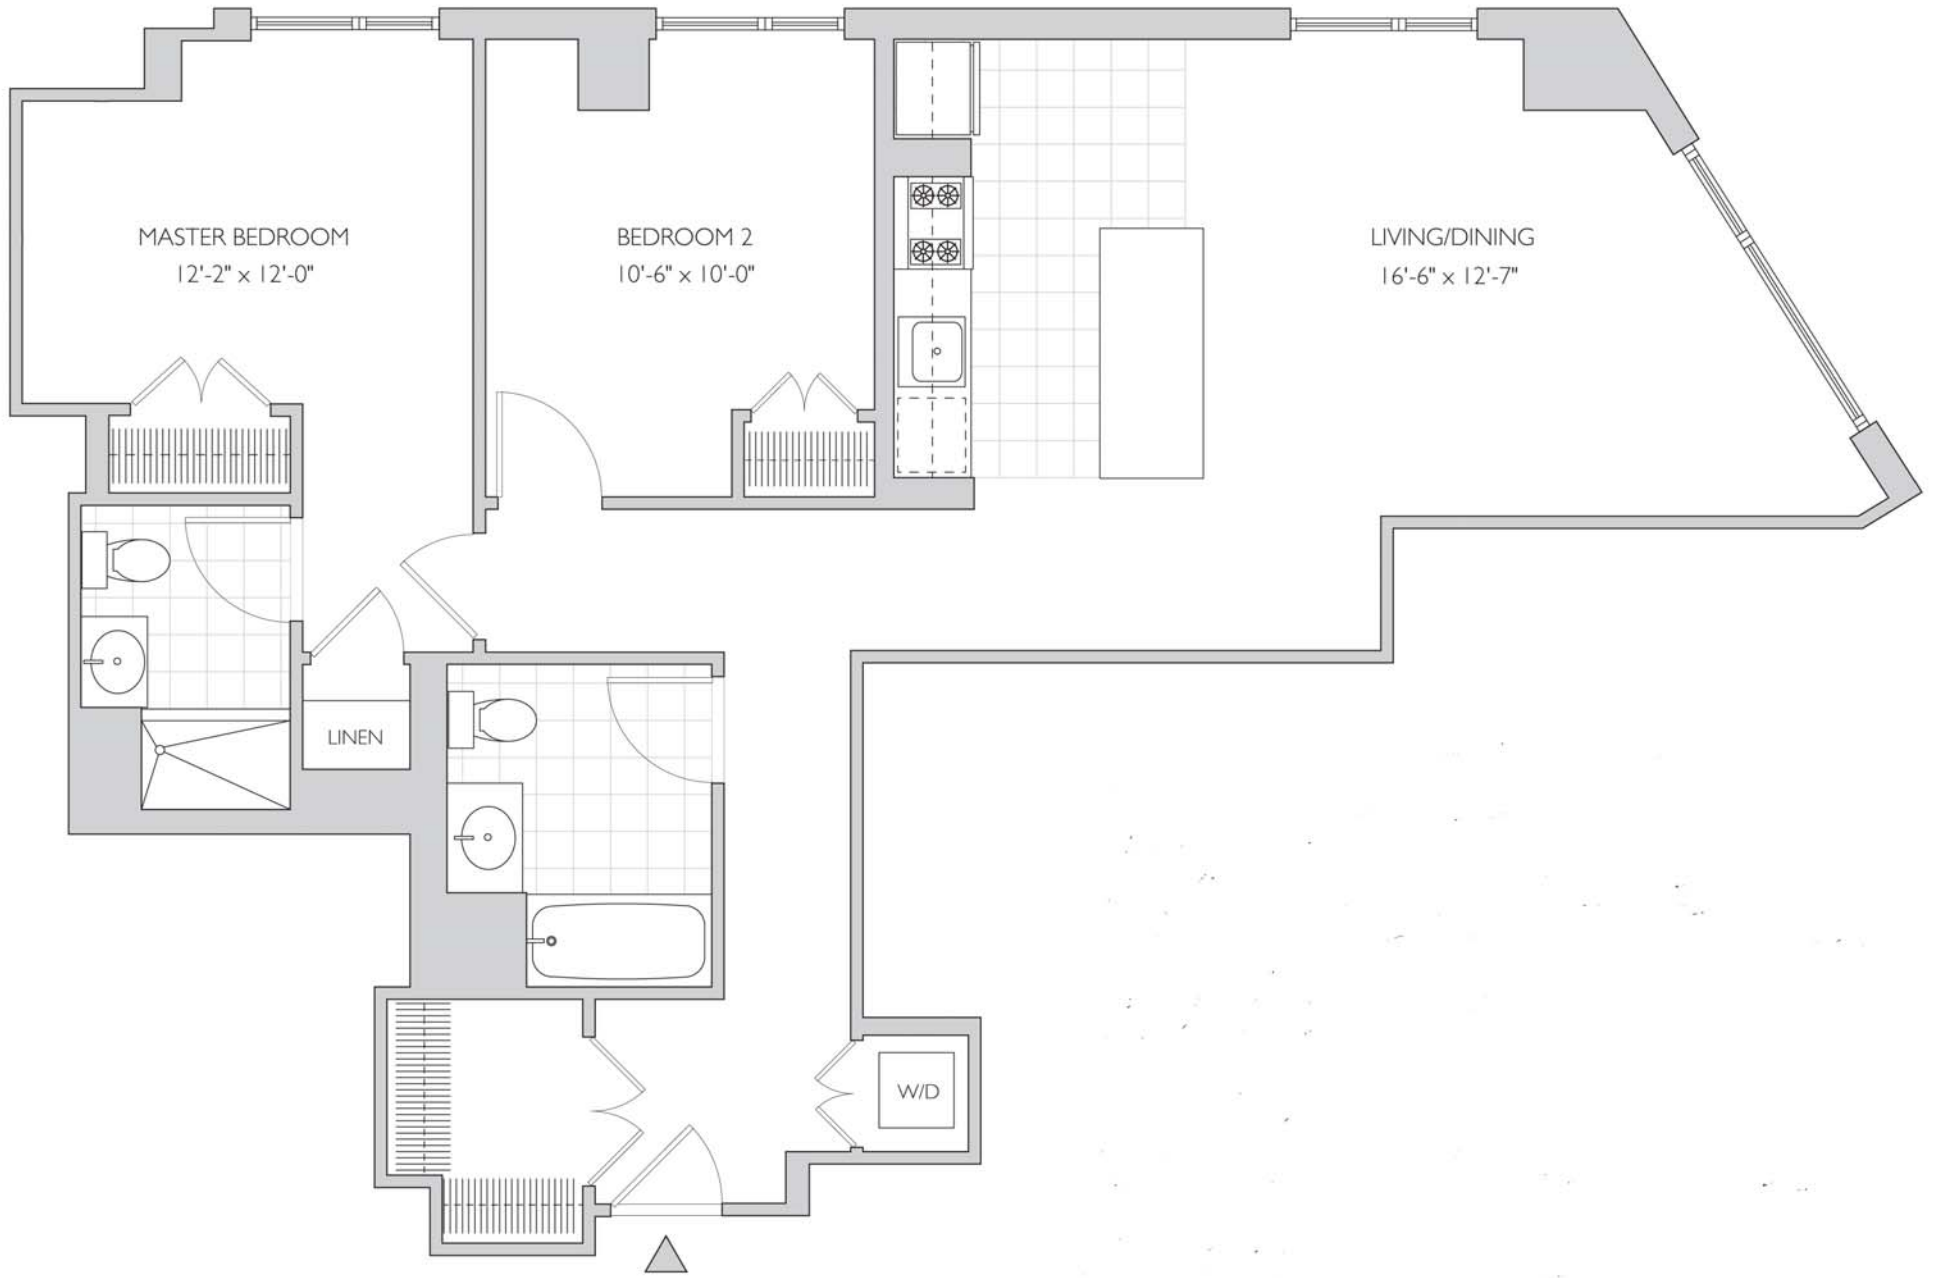 MASTER BEDROOM
12'-2" x 12'-0"
BEDROOM 2
10'-6" x 10'-0"
LIVING/DINING
16'-6" x 12'-7"
LINEN
W/D